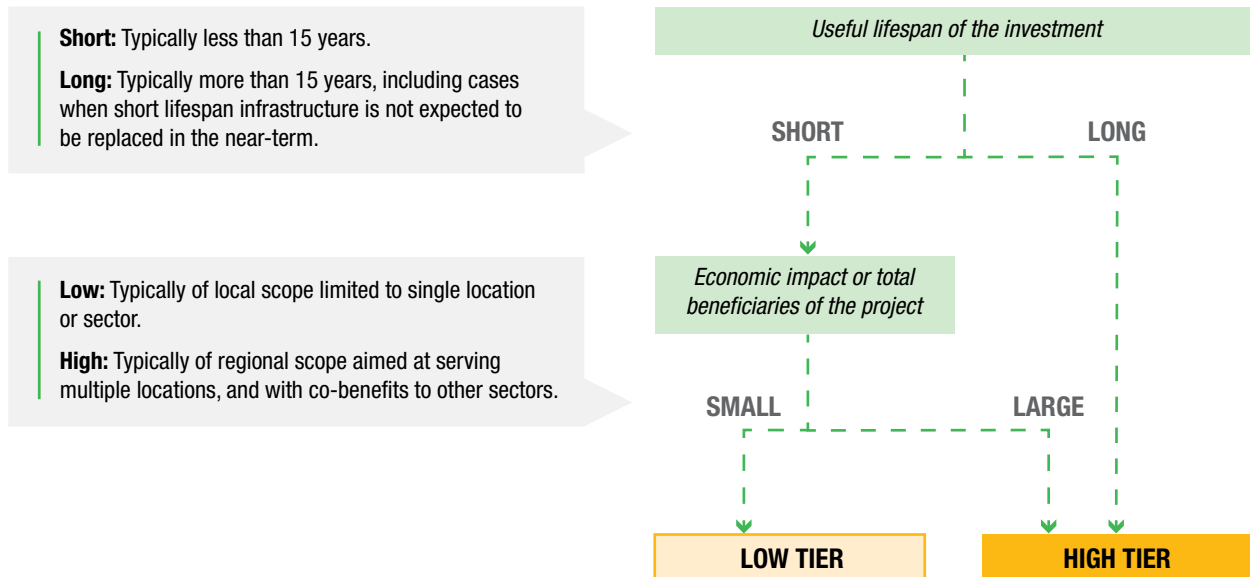 Short: Typically less than 15 years.
Long: Typically more than 15 years, including cases
when short lifespan infrastructure is not expected to
be replaced in the near-term.
Useful lifespan of the investment
SHORT
LONG
Low: Typically of local scope limited to single location
or sector.
High: Typically of regional scope aimed at serving
multiple locations, and with co-benefits to other sectors.
Economic impact or total
beneficiaries of the project
SMALL
LARGE
LOW TIER
HIGH TIER